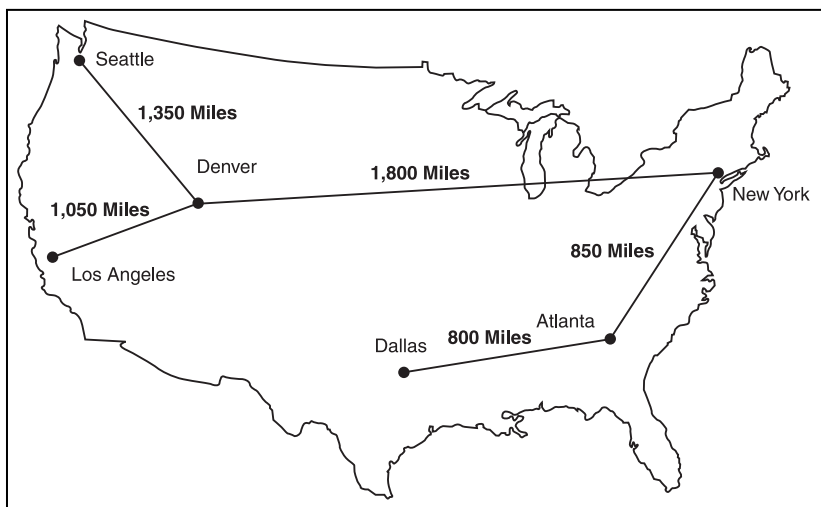 Seattle
1,350 Miles
Denver
1,800 Miles
New York
1,050 Miles
850 Miles
Los Angeles
Atlanta
800 Miles
Dallas